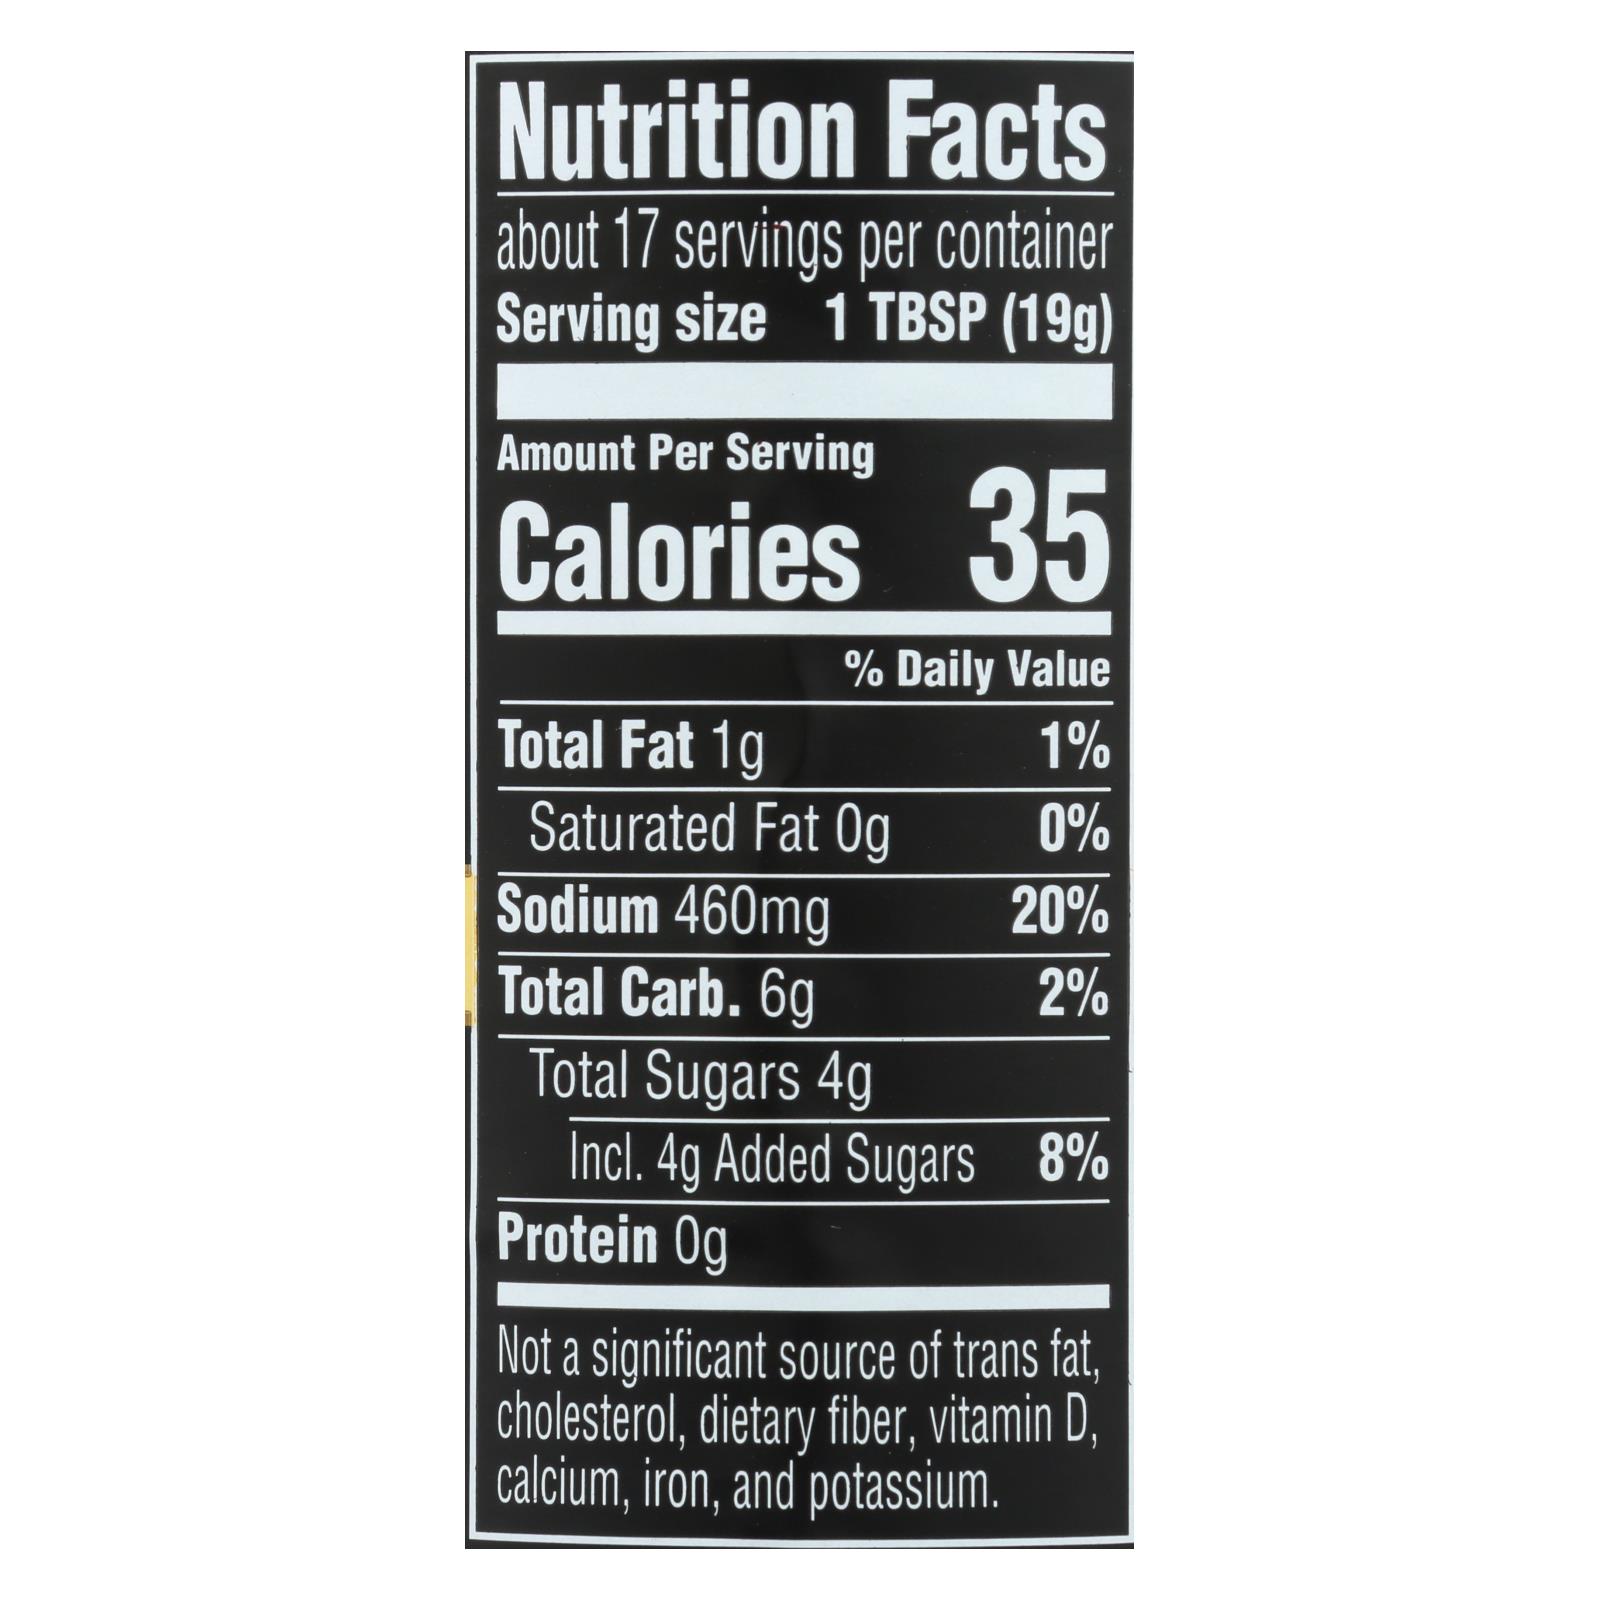 Nutrition Facts
about 17 servings per container
Serving size 1 TBSP (19g)
Amount Per Serving
Calories 35
% Daily Value
Total Fat 1g 1%
Saturated Fat 0g 0%
Sodium 460mg 20%
Total Carb. 6g 2%
Total Sugars 4g
Incl. 4g Added Sugars 8%
Protein 0g
Not a significant source of trans fat,
cholesterol, dietary fiber, vitamin D,
calcium, iron, and potassium.